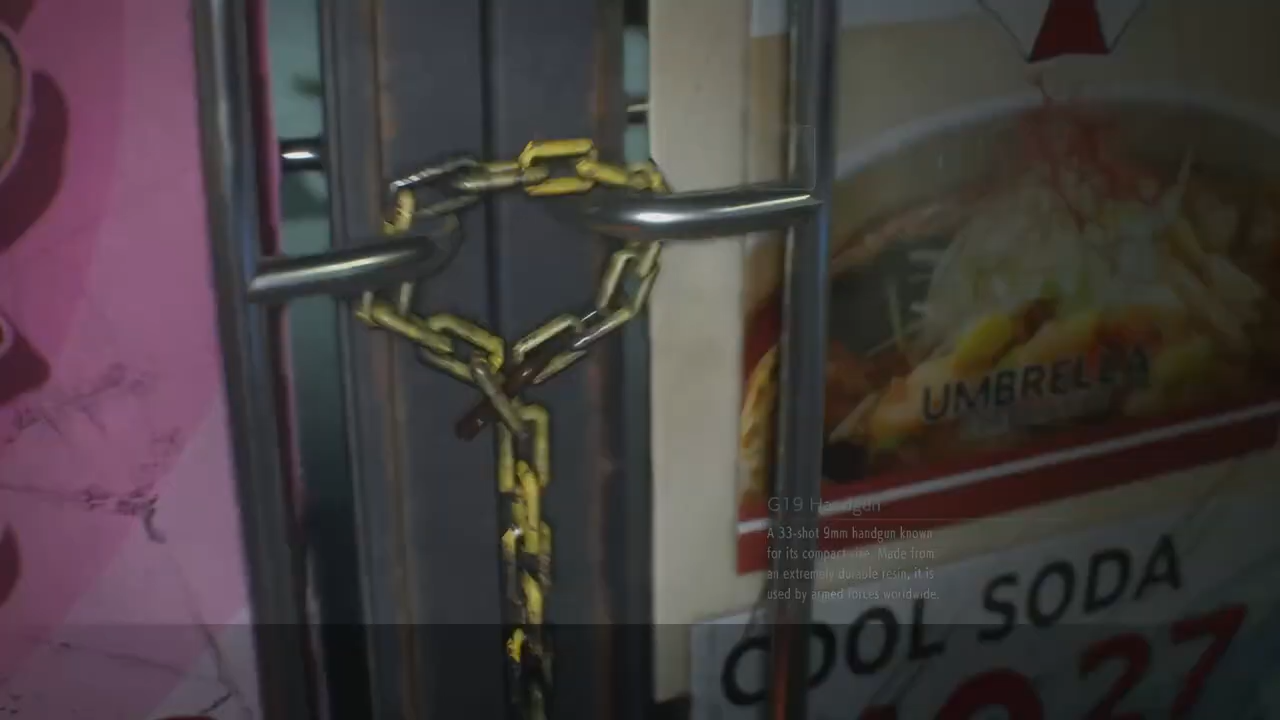 UMBRELLA
G19 Handgun
A 33-shot 9mm handgun known
for its compact size. Made from
an extremely durable resin, it is
used by armed forces worldwide.
COOL SODA
27